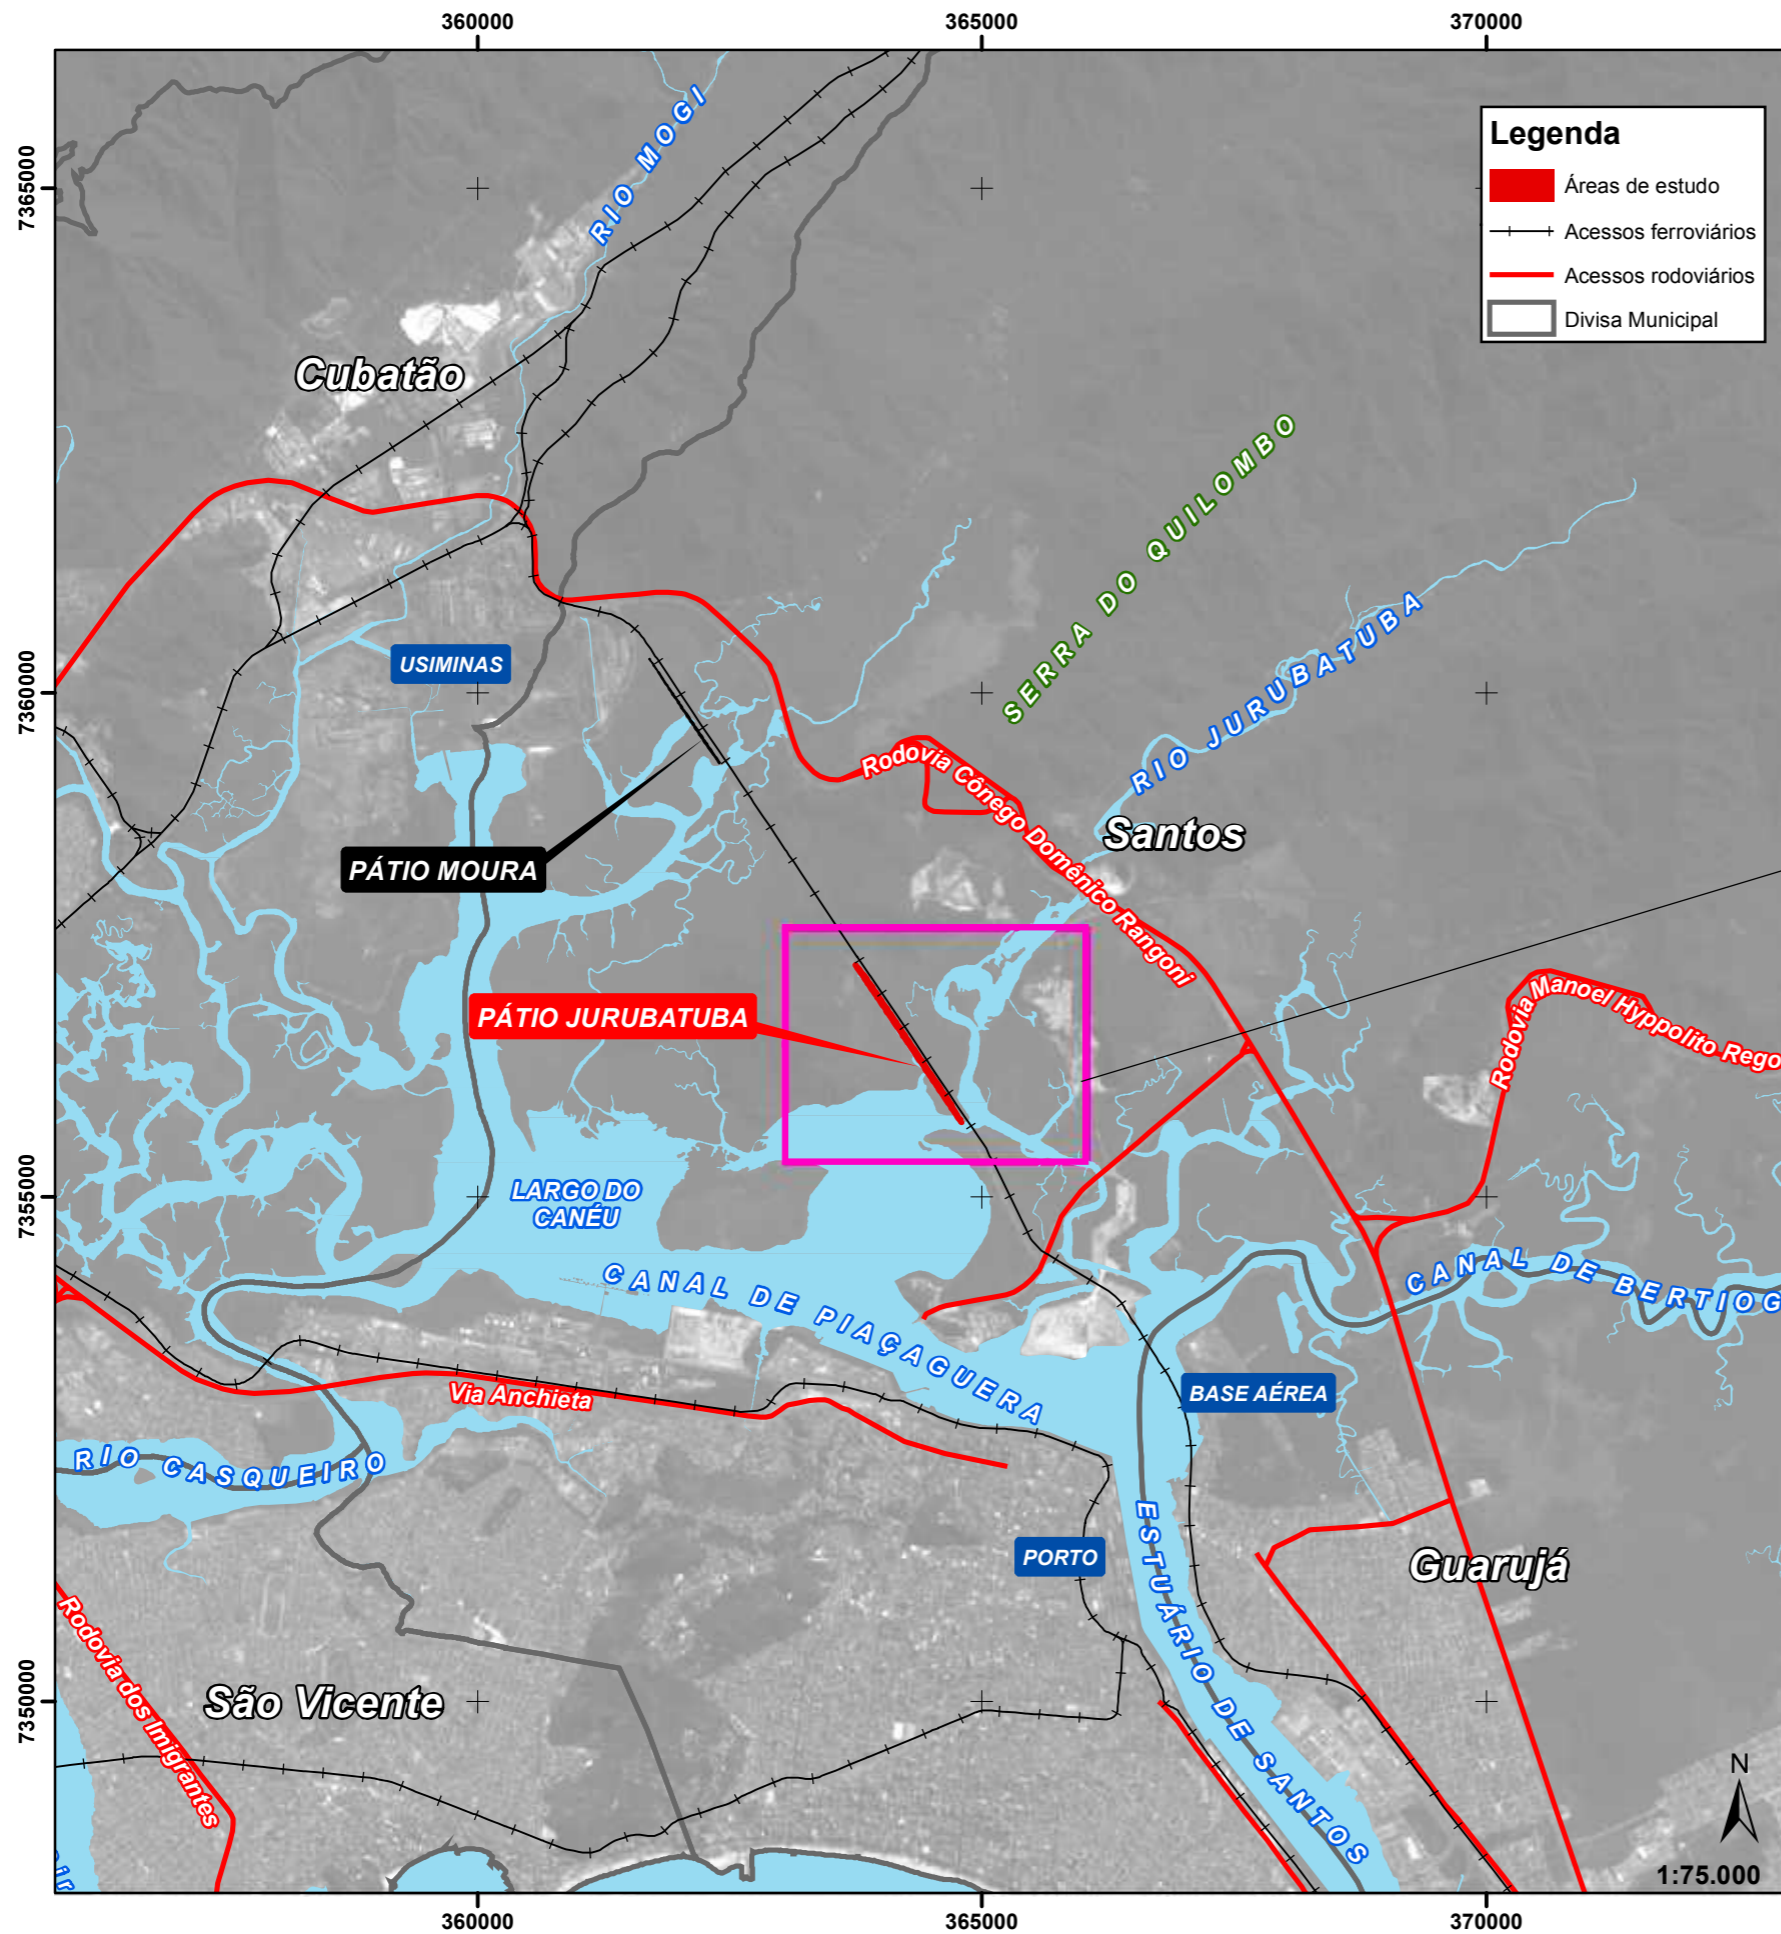 360000
365000
370000
7365000
7360000
7355000
7350000
Legenda
Áreas de estudo
Acessos ferroviários
Acessos rodoviários
Divisa Municipal
RIO MOGI
Cubatão
SERRA DO QUILOMBO
RIO JURUBATUBA
USIMINAS
Rodovia Cônego Domênico Rangoni
Santos
PÁTIO MOURA
PÁTIO JURUBATUBA
Rodovia Manoel Hyppolito Rego
LARGO DO
CANÉU
CANAL DE PIAÇAGUERA
CANAL DE BERTIOG
Via Anchieta
BASE AÉREA
RIO CASQUEIRO
PORTO
ESTUÁRIO DE SANTOS
Guarujá
Rodovia dos Imigrantes
São Vicente
N
1:75.000
360000
365000
370000